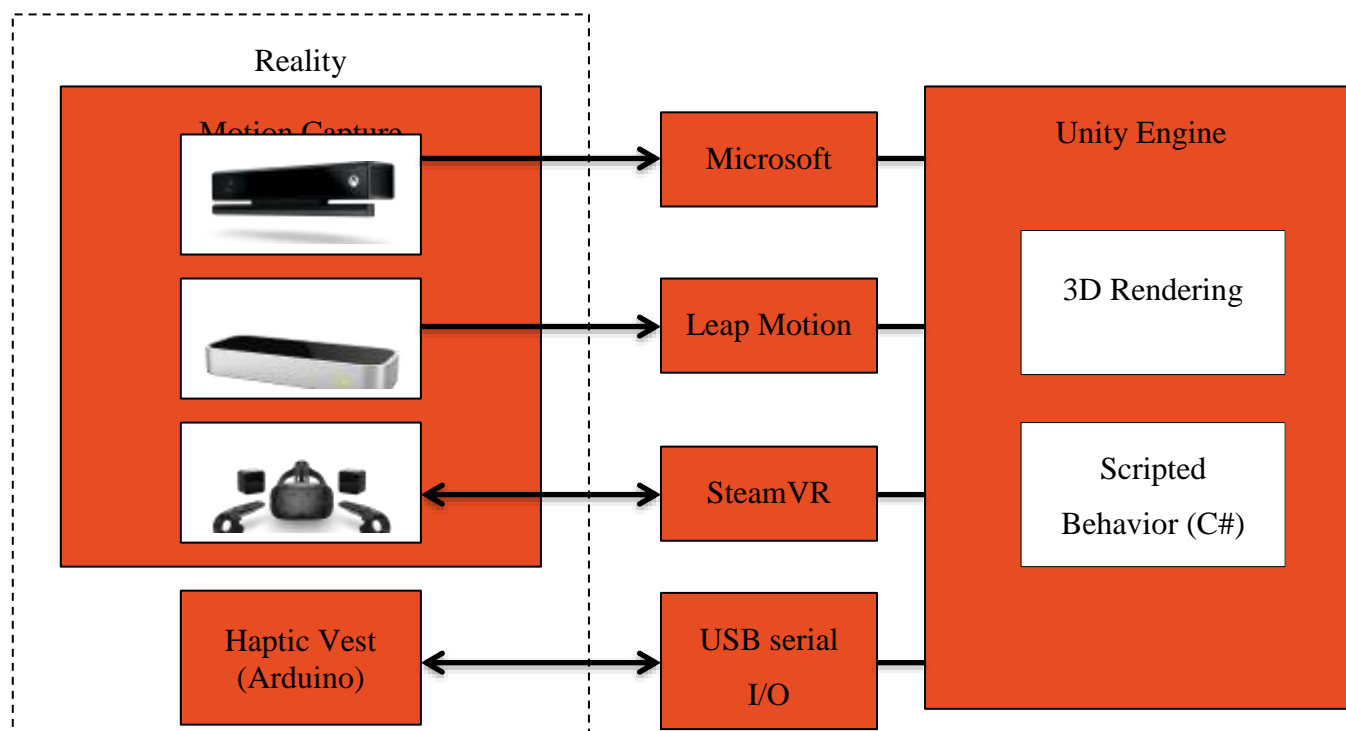 Reality
Motion Capture
Microsoft
Unity Engine
3D Rendering
Leap Motion
Scripted
Behavior (C#)
SteamVR
Haptic Vest
(Arduino)
USB serial
I/O